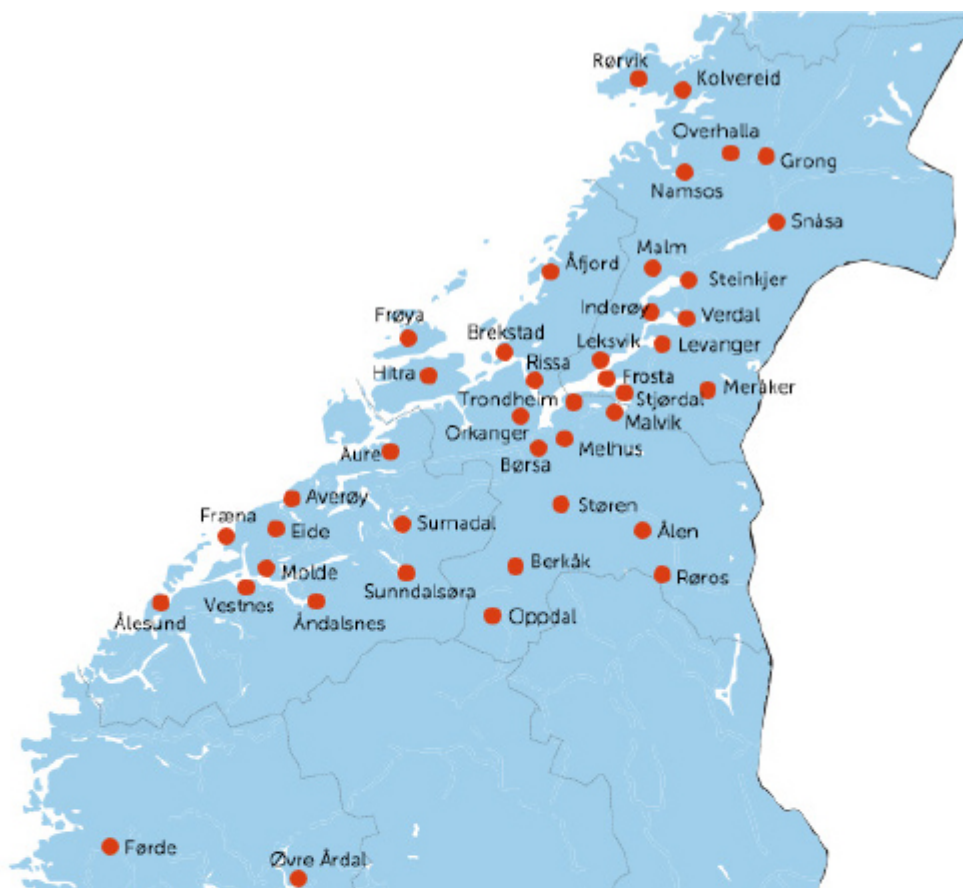 Rørvik
Kolvereid
Overhalla
Grong
Namsos
Snåsa
Malm
Åfjord
Steinkjer
Inderøy
Verdal
Frøya
Brekstad
Levanger
Leksvik
Rissa
Hitra
Frosta
Meråker
Trondheim
Stjørdal
Malvik
Orkanger
Melhus
Børsa
Aure
Averøy
Støren
Fræna
Eide
Surnadal
Ålen
Molde
Berkåk
Røros
Sunndalsøra
Vestnes
Oppdal
Ålesund
Åndalsnes
Førde
Øvre Årdal